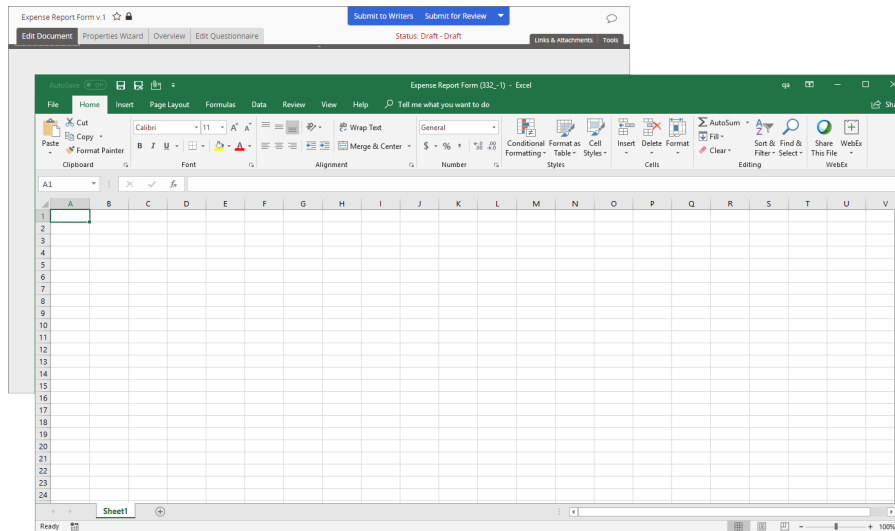 Expense Report Form v.1
Submit to Writers Submit for Review
Edit Document Properties Wizard Overview Edit Questionnaire
Status: Draft - Draft
Links & Attachments Tools
AutoSave Off
Expense Report Form (332_-1) - Excel
qa
File Home Insert Page Layout Formulas Data Review View Help Tell me what you want to do
Paste
Cut
Copy
Format Painter
Clipboard
Calibri 11 A A
B I U A
Font
Wrap Text
Merge & Center
Alignment
General
$ % ,
Number
Conditional Formatting
Format as Table
Cell Styles
Styles
Insert Delete Format
Cells
AutoSum
Fill
Clear
Sort & Filter
Find & Select
Editing
Share This File
WebEx
WebEx
A1 fx
A B C D E F G H I J K L M N O P Q R S T U V
1
2
3
4
5
6
7
8
9
10
11
12
13
14
15
16
17
18
19
20
21
22
23
24
Sheet1
Ready
100%